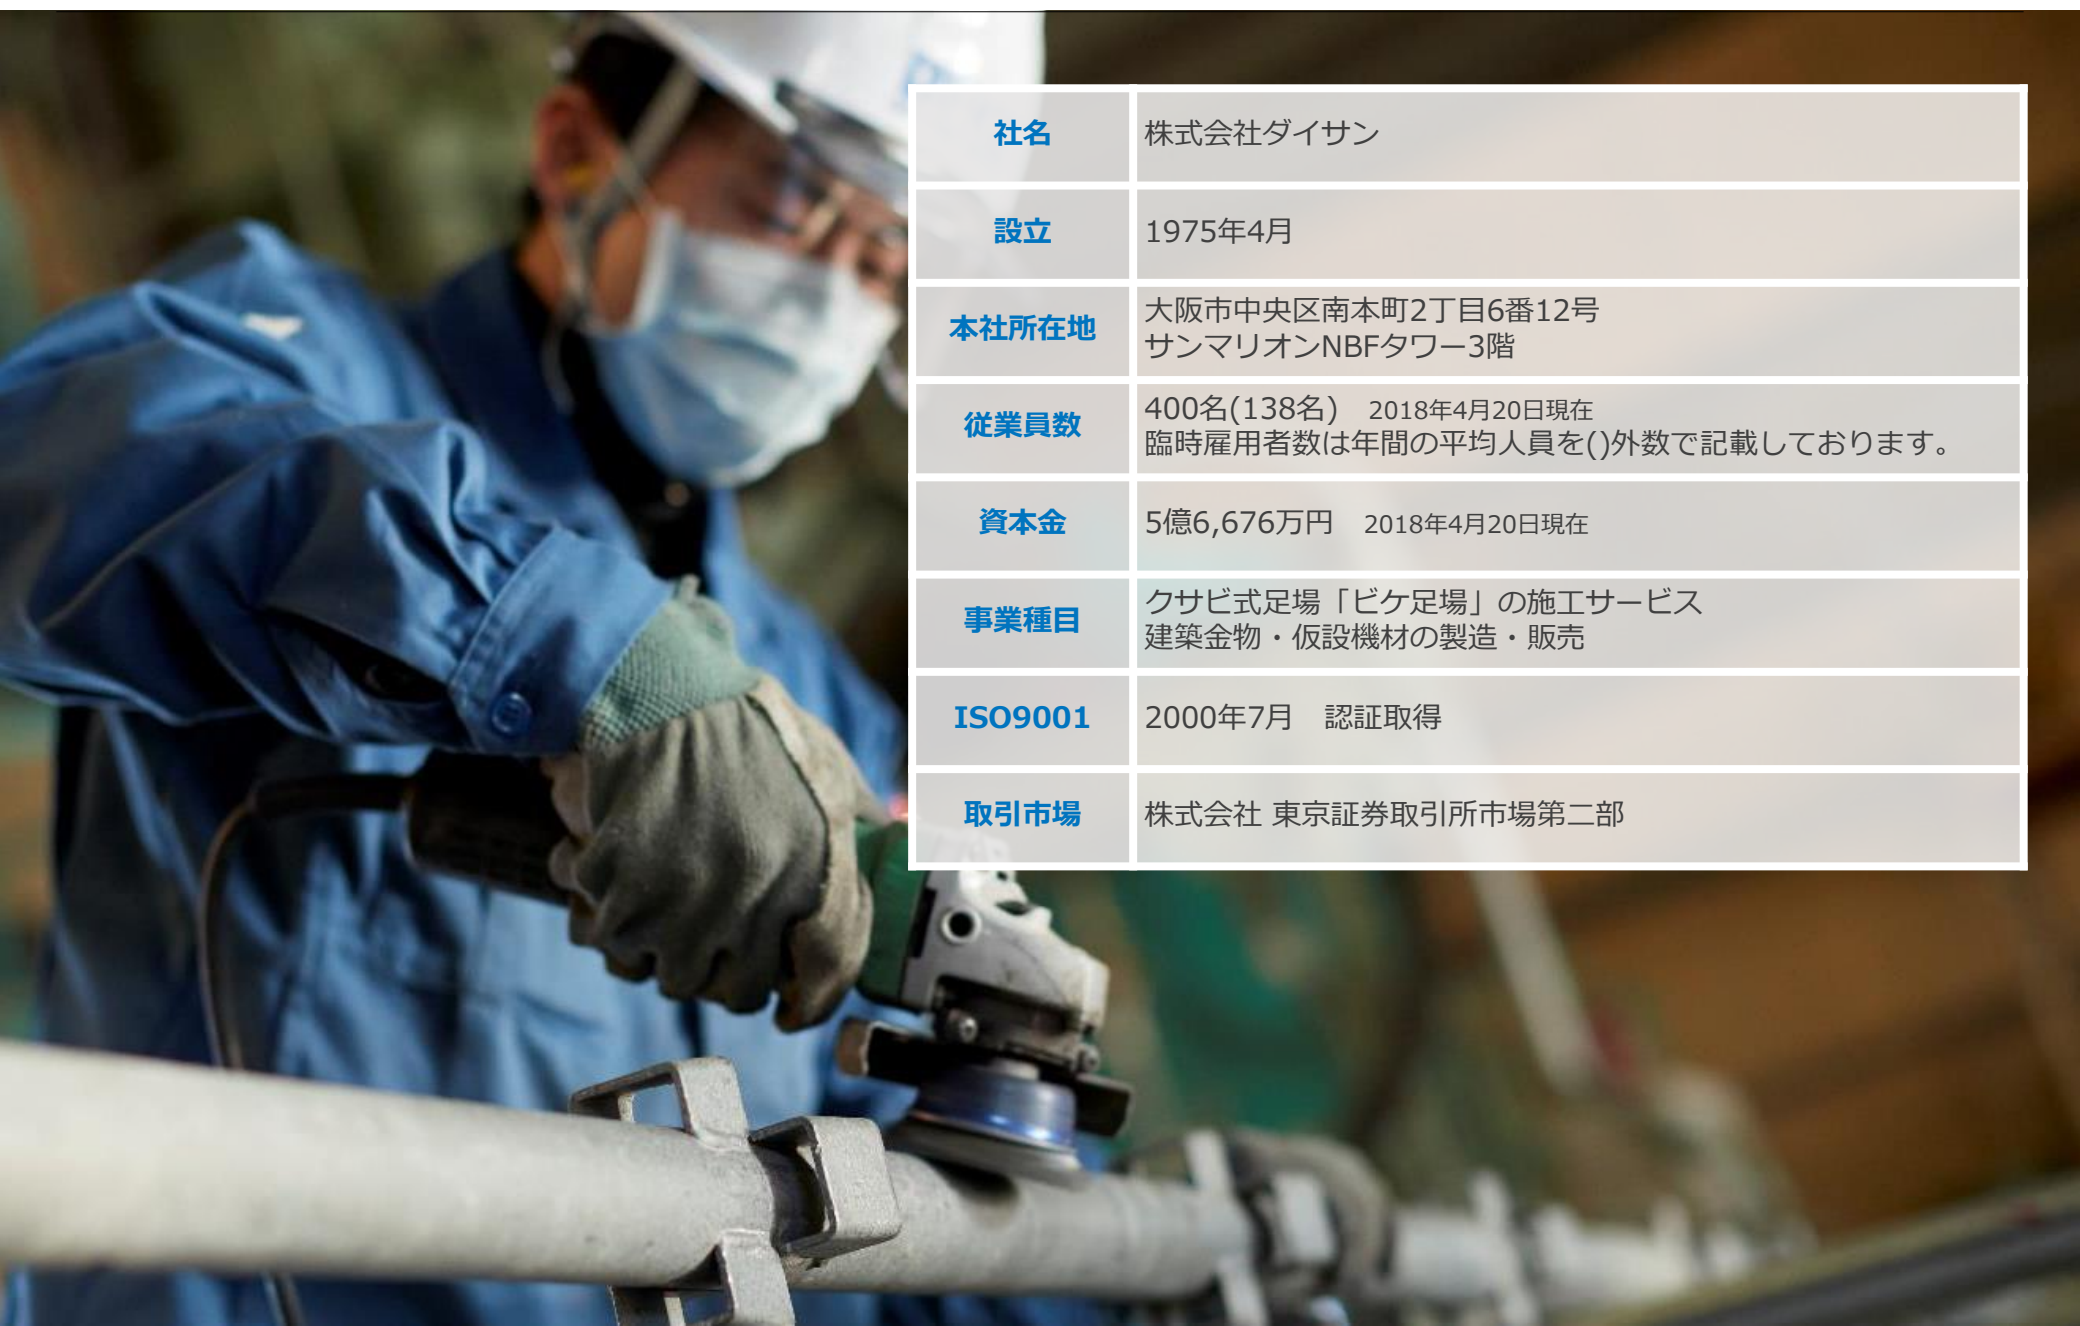 社名
株式会社ダイサン
設立
1975年4月
本社所在地
大阪市中央区南本町2丁目6番12号
サンマリオンNBFタワー3階
従業員数
400名(138名)　2018年4月20日現在
臨時雇用者数は年間の平均人員を()外数で記載しております。
資本金
5億6,676万円　2018年4月20日現在
事業種目
クサビ式足場「ビケ足場」の施工サービス
建築金物・仮設機材の製造・販売
ISO9001
2000年7月　認証取得
取引市場
株式会社 東京証券取引所市場第二部